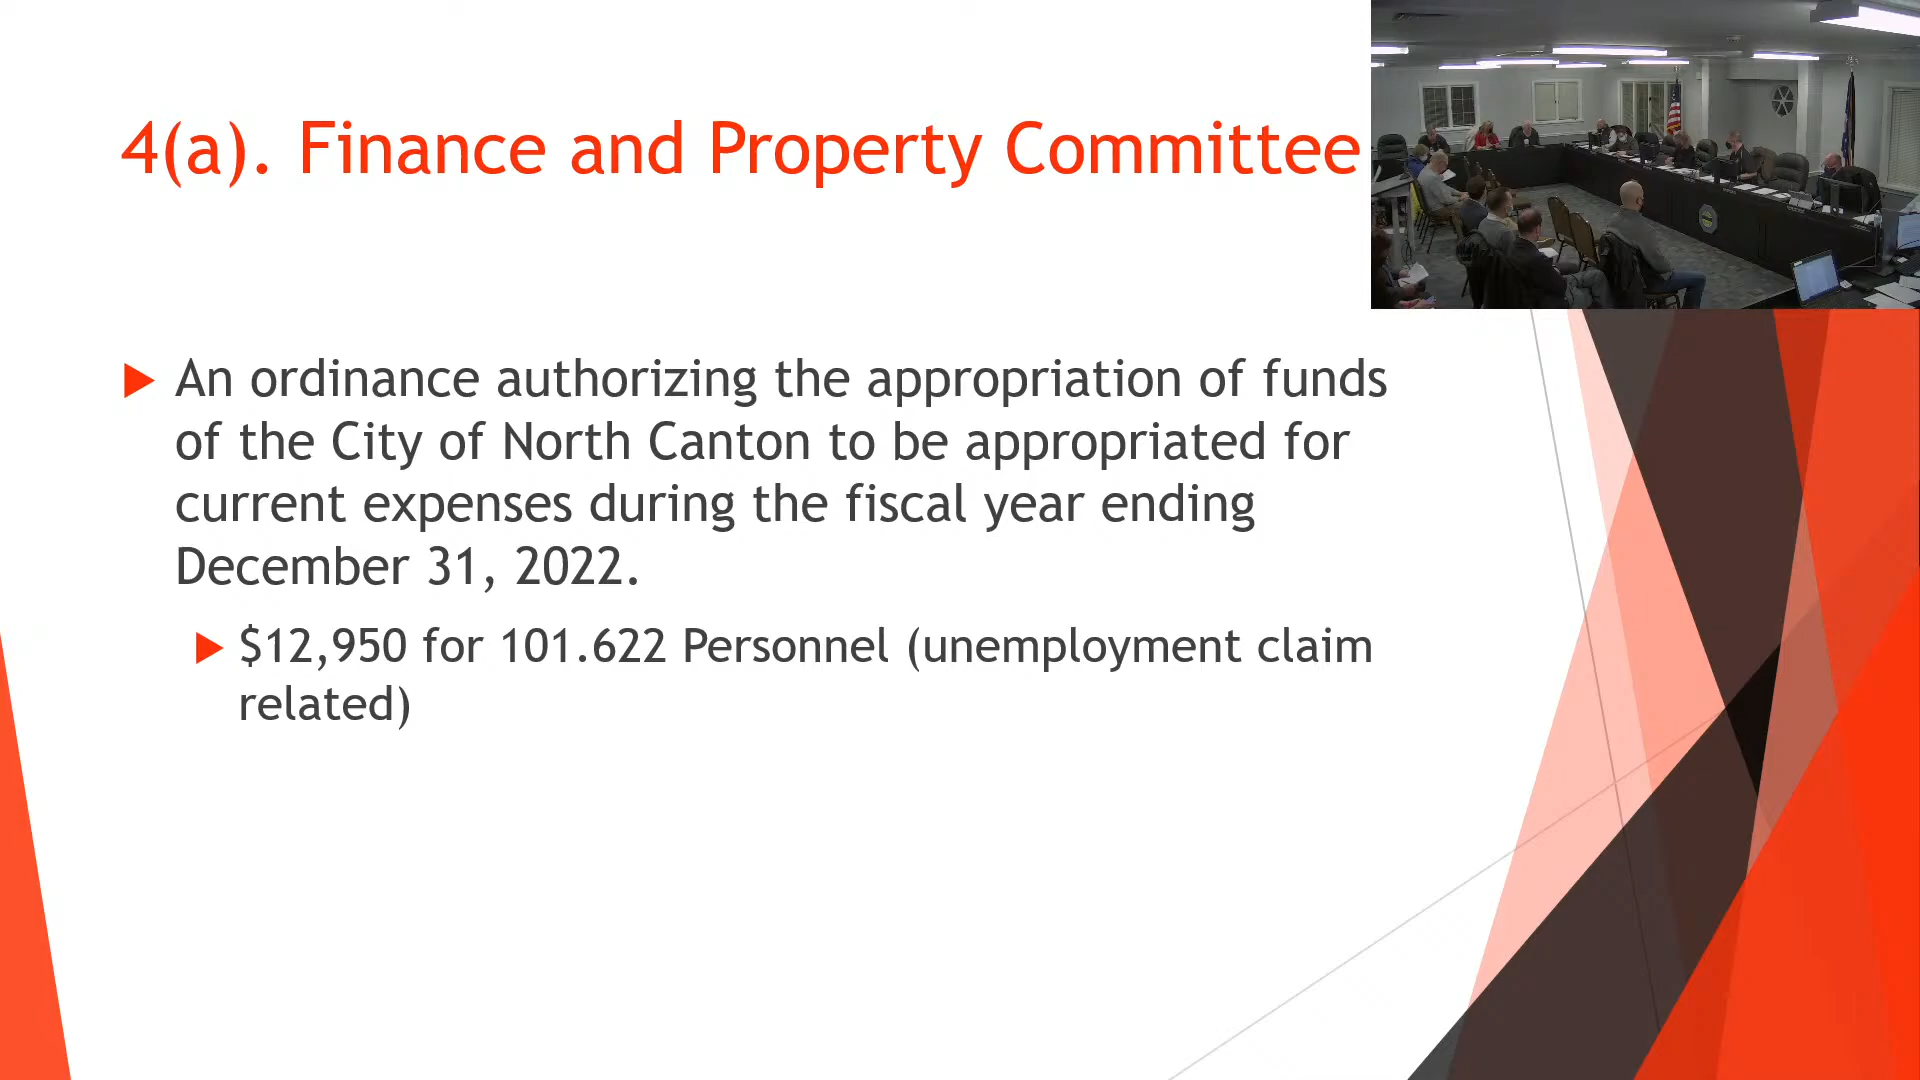 4(a). Finance and Property Committee
An ordinance authorizing the appropriation of funds
of the City of North Canton to be appropriated for
current expenses during the fiscal year ending
December 31, 2022.
$12,950 for 101.622 Personnel (unemployment claim
related)